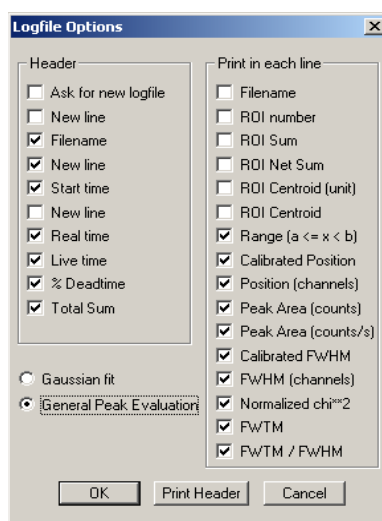 Logfile Options
Header
Ask for new logfile
New line
Filename
New line
Start time
New line
Real time
Live time
% Deadtime
Total Sum
Gaussian fit
General Peak Evaluation
Print in each line
Filename
ROI number
ROI Sum
ROI Net Sum
ROI Centroid (unit)
ROI Centroid
Range (a <= x < b)
Calibrated Position
Position (channels)
Peak Area (counts)
Peak Area (counts/s)
Calibrated FWHM
FWHM (channels)
Normalized chi**2
FWTM
FWTM / FWHM
OK
Print Header
Cancel